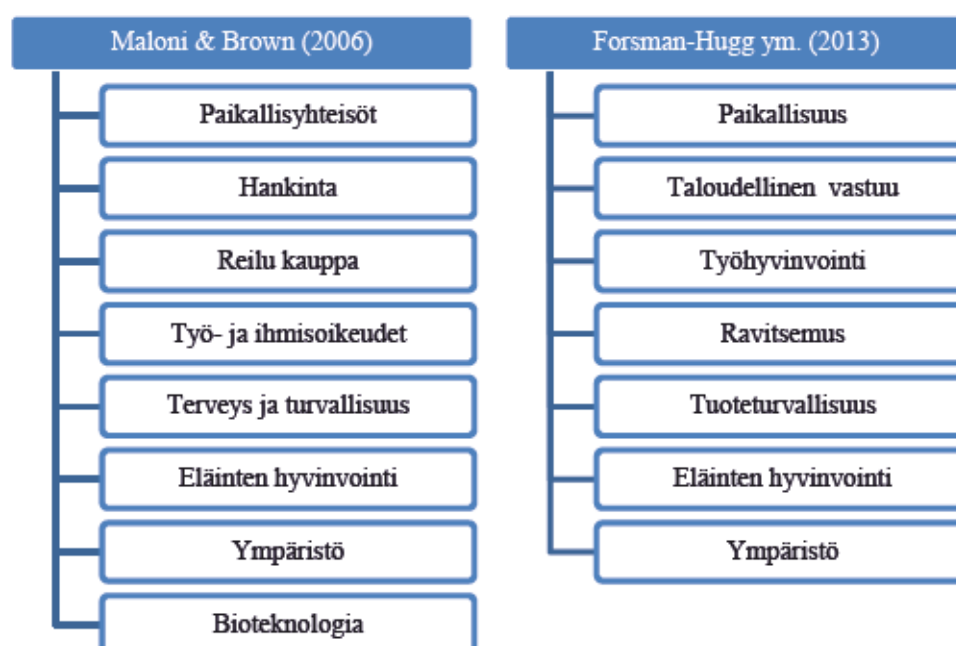 Maloni & Brown (2006)
Paikallisyhteisöt
Hankinta
Reilu kauppa
Työ- ja ihmisoikeudet
Terveys ja turvallisuus
Eläinten hyvinvointi
Ympäristö
Bioteknologia
Forsman-Hugg ym. (2013)
Paikallisuus
Taloudellinen vastuu
Työhyvinvointi
Ravitsemus
Tuoteturvallisuus
Eläinten hyvinvointi
Ympäristö